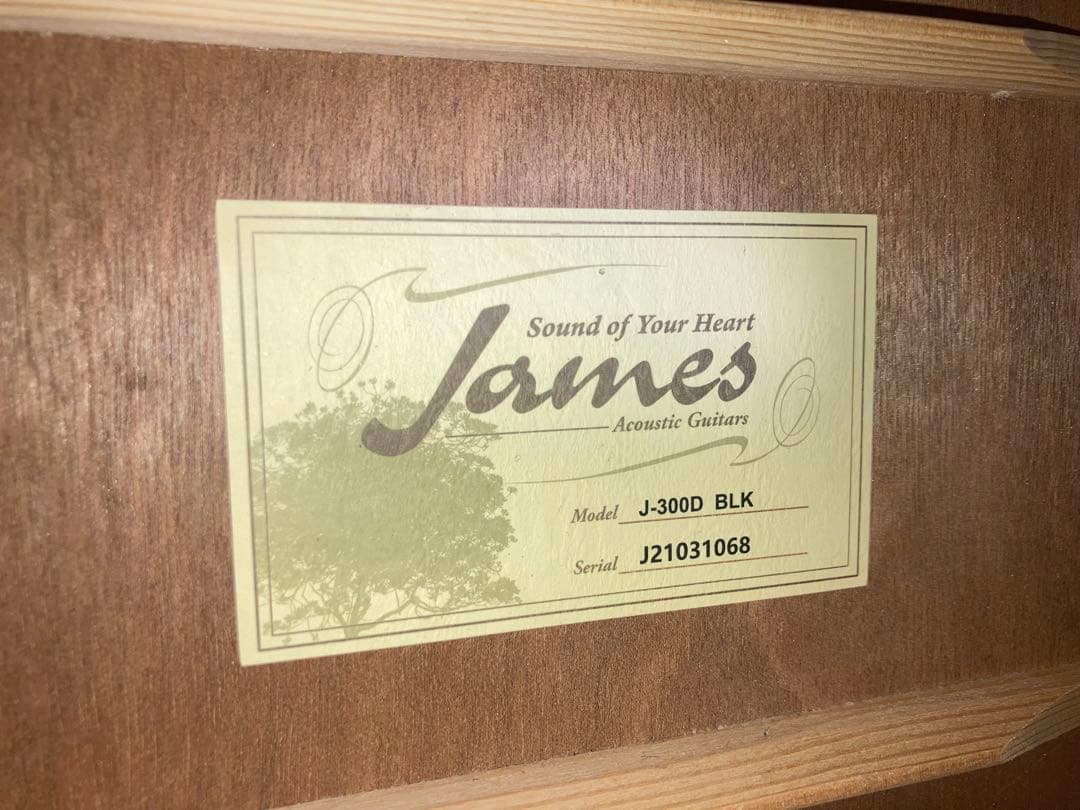 Sound of Your Heart
James
Acoustic Guitars
Model J-300D BLK
Serial J21031068